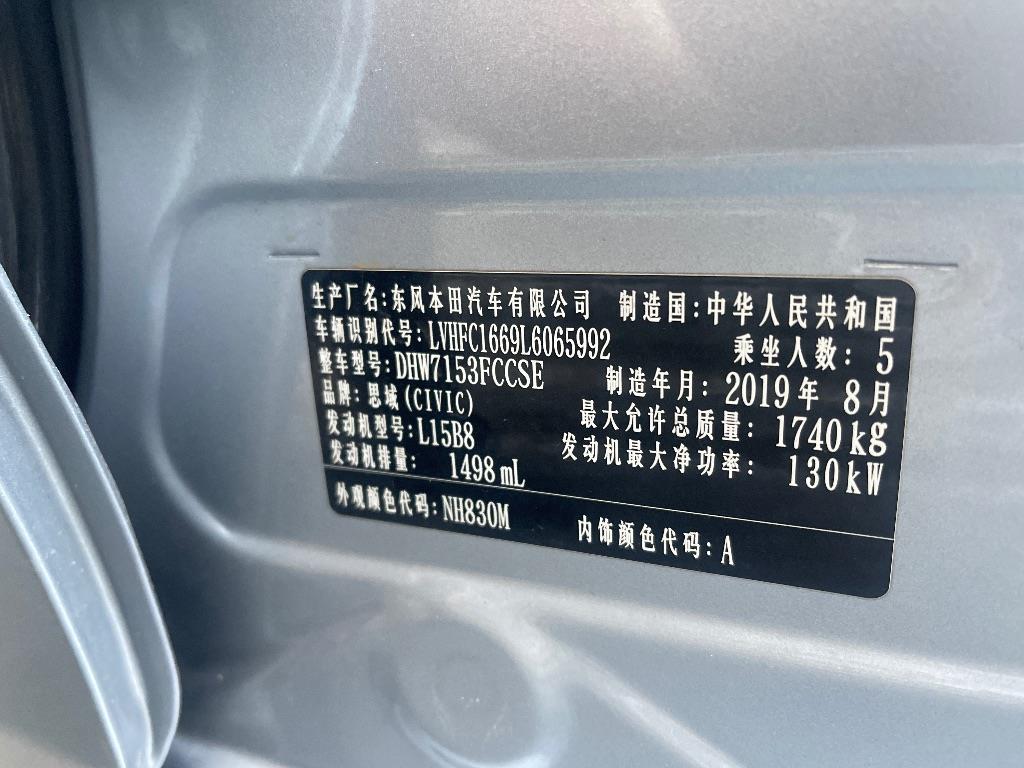 生产厂名:东风本田汽车有限公司 制造国:中华人民共和国
车辆识别代号:LVHFC1669L6065992 乘坐人数:5
整车型号:DHW7153FCCSE 制造年月:2019年 8月
品牌:思域(CIVIC) 最大允许总质量:1740kg
发动机型号:L15B8 发动机最大净功率:130kW
发动机排量: 1498mL
外观颜色代码:NH830M 内饰颜色代码:A